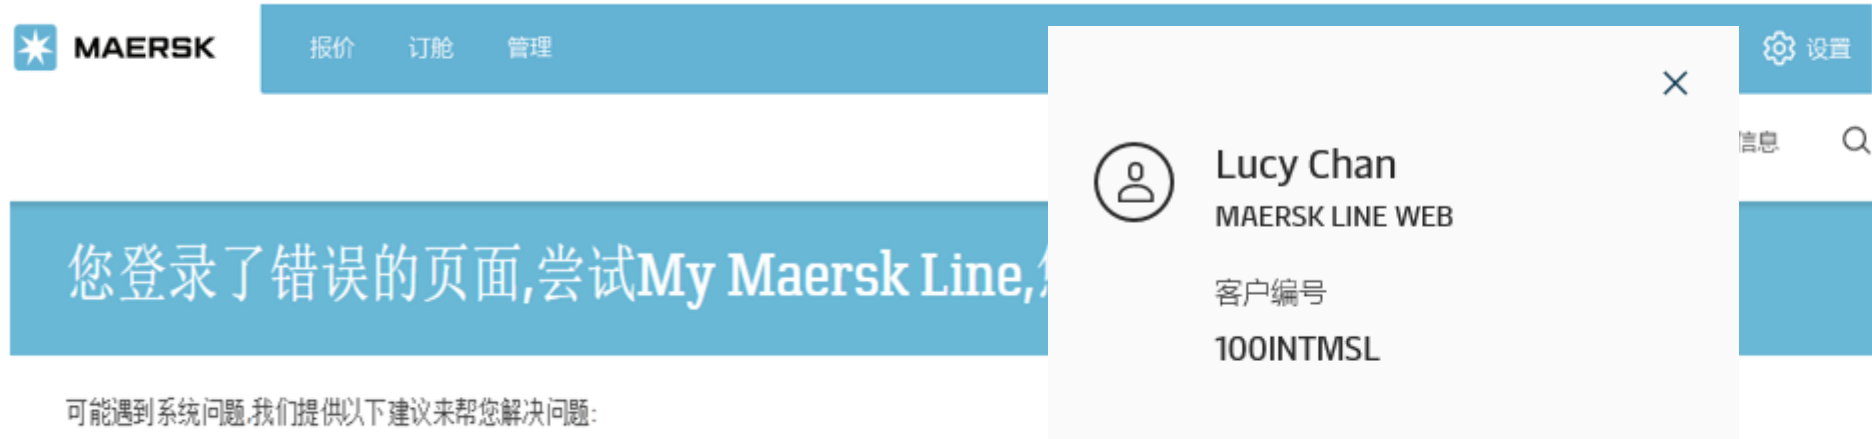 MAERSK 报价 订舱 管理 设置
信息
Lucy Chan
MAERSK LINE WEB
您登录了错误的页面,尝试My Maersk Line,
客户编号
100INTMSL
可能遇到系统问题,我们提供以下建议来帮您解决问题: